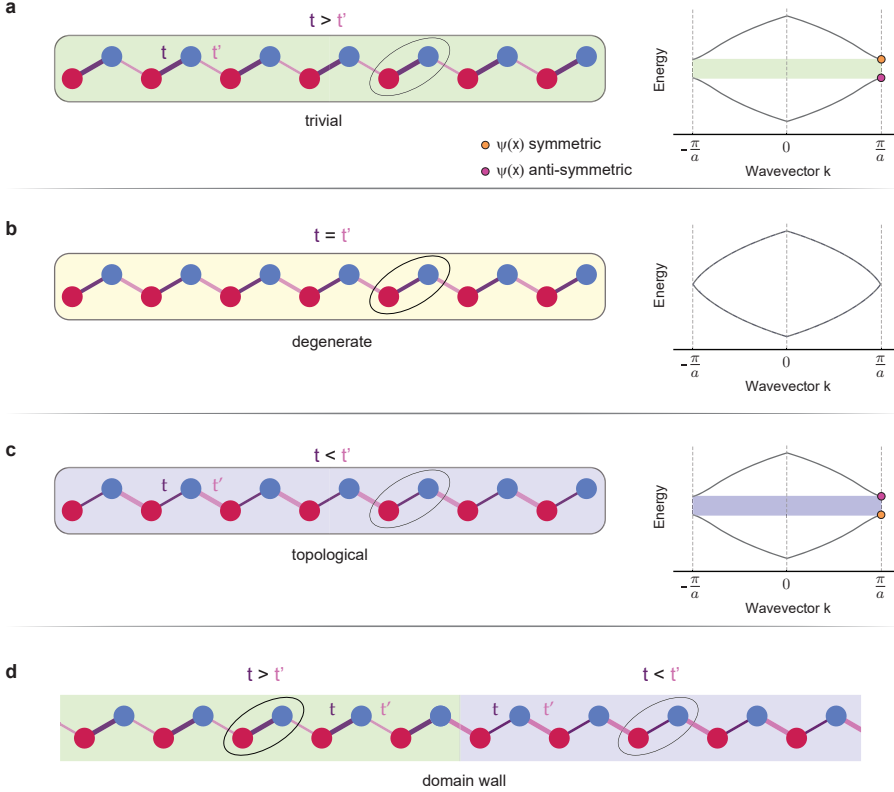 a
t > t’
t t’
trivial
ψ(x) symmetric
ψ(x) anti-symmetric
Energy
-π/a 0 π/a
Wavevector k
b
t = t’
degenerate
Energy
-π/a 0 π/a
Wavevector k
c
t < t’
t t′
topological
Energy
-π/a 0 π/a
Wavevector k
d
t > t’ t < t’
t t′ t t′
domain wall